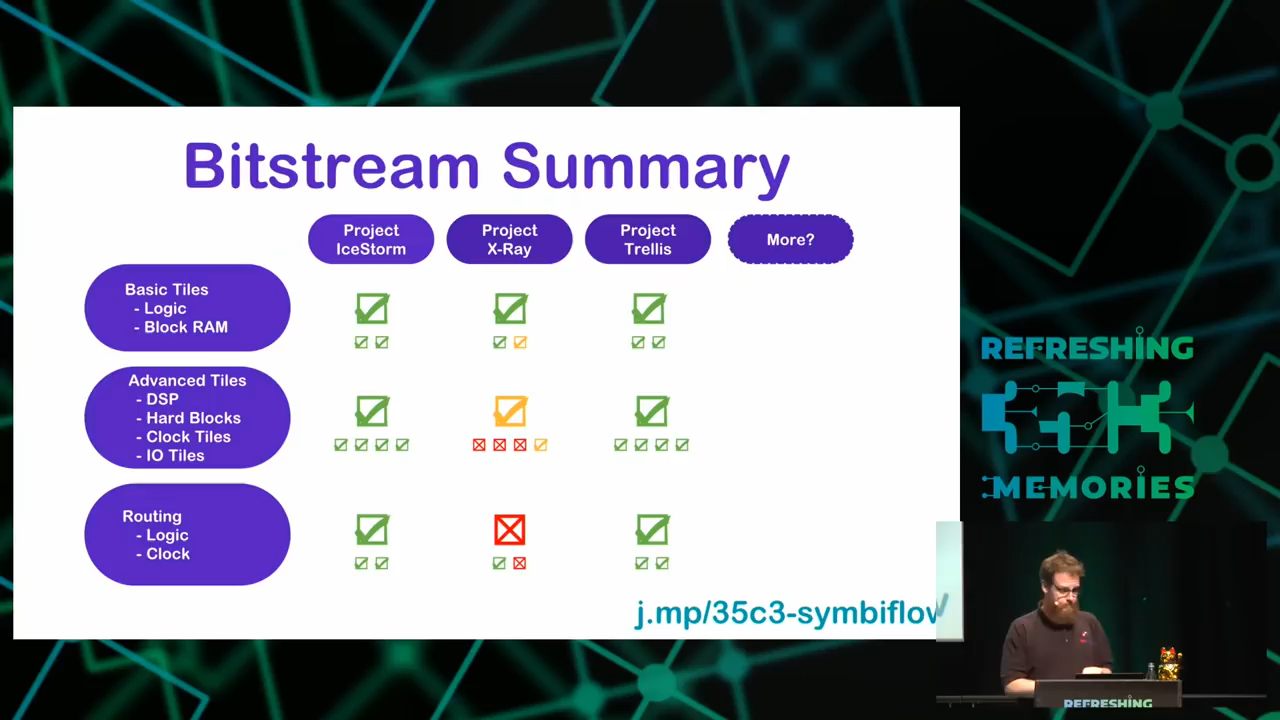 Bitstream Summary
Project
IceStorm
Project
X-Ray
Project
Trellis
More?
Basic Tiles
- Logic
- Block RAM
Advanced Tiles
- DSP
- Hard Blocks
- Clock Tiles
- IO Tiles
Routing
- Logic
- Clock
j.mp/35c3-symbiflow
REFRESHING
35C3
MEMORIES
REFRESHING